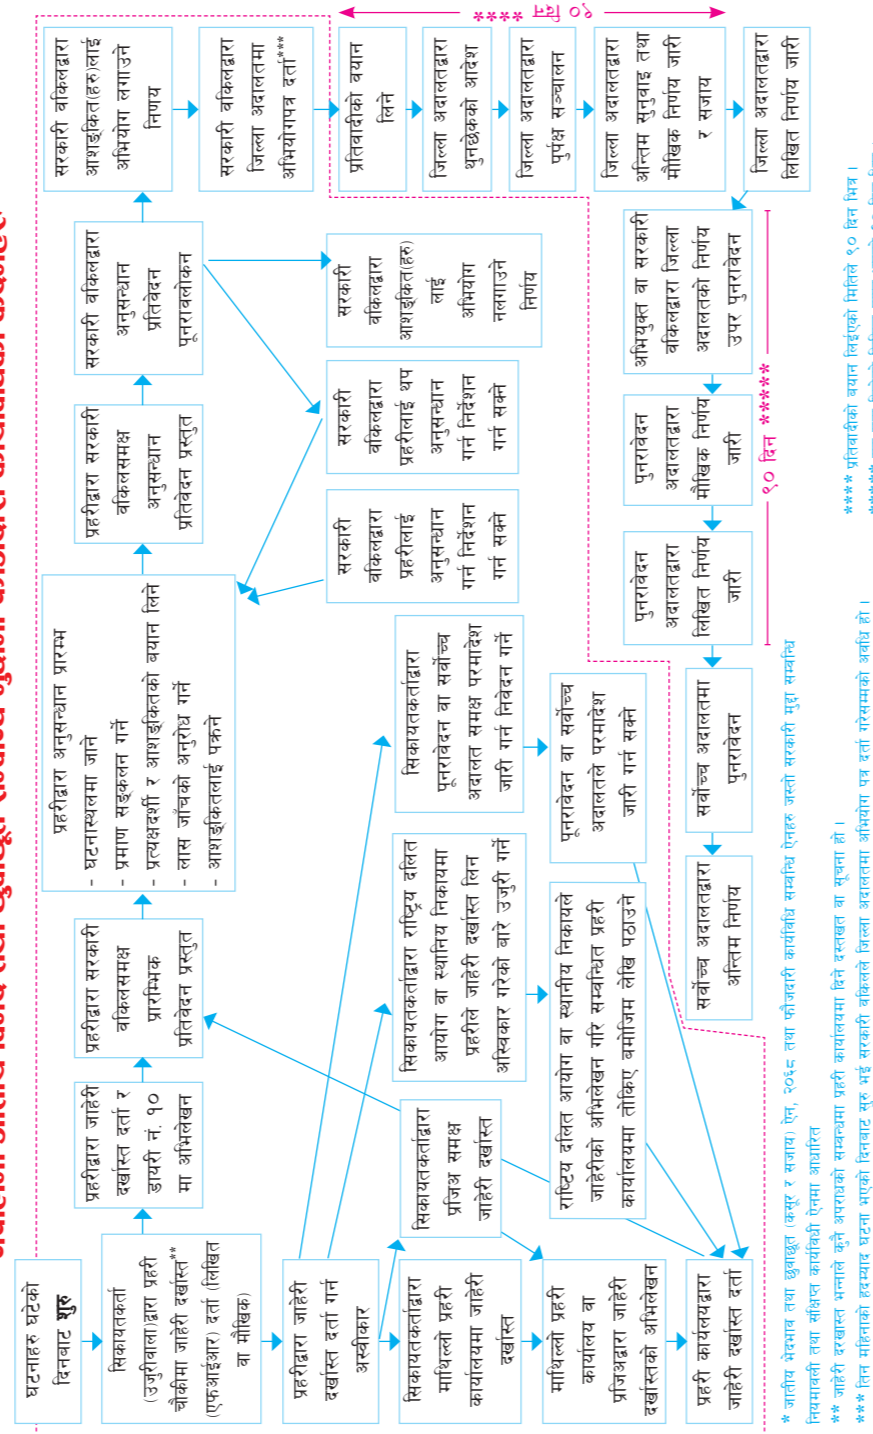 घटनाहरु घटेको
दिनबाट शुरु
सिकायतकर्ता
(उजुरीवाला)द्वारा प्रहरी
चौकीमा जाहेरी दर्खास्त**
(एफआईआर) दर्ता (लिखित
वा मौखिक)
प्रहरीद्वारा जाहेरी
दर्खास्त दर्ता र
डायरी नं. १०
मा अभिलेखन
प्रहरीद्वारा सरकारी
वकिलसमक्ष
प्रारम्भिक
प्रतिवेदन प्रस्तुत
प्रहरीद्वारा अनुसन्धान प्रारम्भ
- घटनास्थलमा जाने
- प्रमाण सङ्कलन गर्ने
- प्रत्यक्षदर्शी र आशङ्कितको बयान लिने
- लास जाँचको अनुरोध गर्ने
- आशङ्कितलाई पक्रने
प्रहरीद्वारा सरकारी
वकिलसमक्ष
अनुसन्धान
प्रतिवेदन प्रस्तुत
सरकारी वकिलद्वारा
अनुसन्धान
प्रतिवेदन
पूनरावलोकन
सरकारी वकिलद्वारा
आशङ्कित(हरु)लाई
अभियोग लगाउने
निणय
सरकारी वकिलद्वारा
जिल्ला अदालतमा
अभियोगपत्र दर्ता***
९० दिन ****
प्रतिवादीको बयान
लिने
जिल्ला अदालतद्वारा
थुनछेकको आदेश
जिल्ला अदालतद्वारा
पुर्पक्ष सञ्चालन
जिल्ला अदालतद्वारा
अन्तिम सुनुवाइ तथा
मौखिक निर्णय जारी
र सजाय
जिल्ला अदालतद्वारा
लिखित निर्णय जारी
सरकारी
वकिलद्वारा
प्रहरीलाई
अनुसन्धान
गर्न निर्देशन
गर्न सक्ने
सरकारी
वकिलद्वारा
प्रहरीलाई थप
अनुसन्धान
गर्न निर्देशन
गर्न सक्ने
सरकारी
वकिलद्वारा
आशङ्कित(हरु)
लाई
अभियोग
नलगाउने
निर्णय
प्रहरीद्वारा जाहेरी
दर्खास्त दर्ता गर्न
अस्वीकार
सिकायतकर्ताद्वारा
माथिल्लो प्रहरी
कार्यालयमा जाहेरी
दर्खास्त
सिकायतकर्ताद्वारा
प्रजिअ समक्ष
जाहेरी दर्खास्त
सिकायतकर्ताद्वारा राष्ट्रिय दलित
आयोग वा स्थानिय निकायमा
प्रहरीले जाहेरी दर्खास्त लिन
अस्विकार गरेको बारे उजुरी गर्ने
सिकायतकर्ताद्वारा
पूनरावेदन वा सर्वोच्च
अदालत समक्ष परमादेश
जारी गर्न निवेदन गर्ने
माथील्लो प्रहरी
कार्यालय वा
प्रजिअद्वारा जाहेरी
दर्खास्तको अभिलेखन
राष्ट्रिय दलित आयोग वा स्थानीय निकायले
जाहेरीको अभिलेखन गरि सम्बन्धित प्रहरी
कार्यालयमा तोकिए बमोजिम लेखि पठाउने
पूनरावेदन वा सर्वोच्च
अदालतले परमादेश
जारी गर्न सक्ने
प्रहरी कार्यलयद्वारा
जाहेरी दर्खास्त दर्ता
अभियुक्त वा सरकारी
वकिलद्वारा जिल्ला
अदालतको निर्णय
उपर पुनरावेदन
पुनरावेदन
अदालतद्वारा
मौखिक निर्णय
जारी
पुनरावेदन
अदालतद्वारा
लिखित निर्णय
जारी
९० दिन *****
सर्वोच्च अदालतमा
पुनरावेदन
सर्वोच्च अदालतद्वारा
अन्तिम निर्णय
* जातीय भेदभाव तथा छुवाछूत (कसूर र सजाय) ऐन, २०६८ तथा फौजदारी कार्यविधि सम्बन्धि ऐनहरु जस्तो सरकारी मुद्दा सम्बन्धि
नियमावली तथा संक्षिप्त कार्यविधी ऐनमा आधारित
** जाहेरी दरखास्त भन्नाले कुनै अपराधको सम्बन्धमा प्रहरी कार्यालयमा दिने दस्तखत वा सूचना हो ।
*** तिन महिनाको हदम्याद घटना भएको दिनबाट सुरु भई सरकारी वकिलले जिल्ला अदालतमा अभियोग पत्र दर्ता गरेसम्मको अवधि हो ।
**** प्रतिवादीको बयान लिईएको मितिले ९० दिन भित्र ।